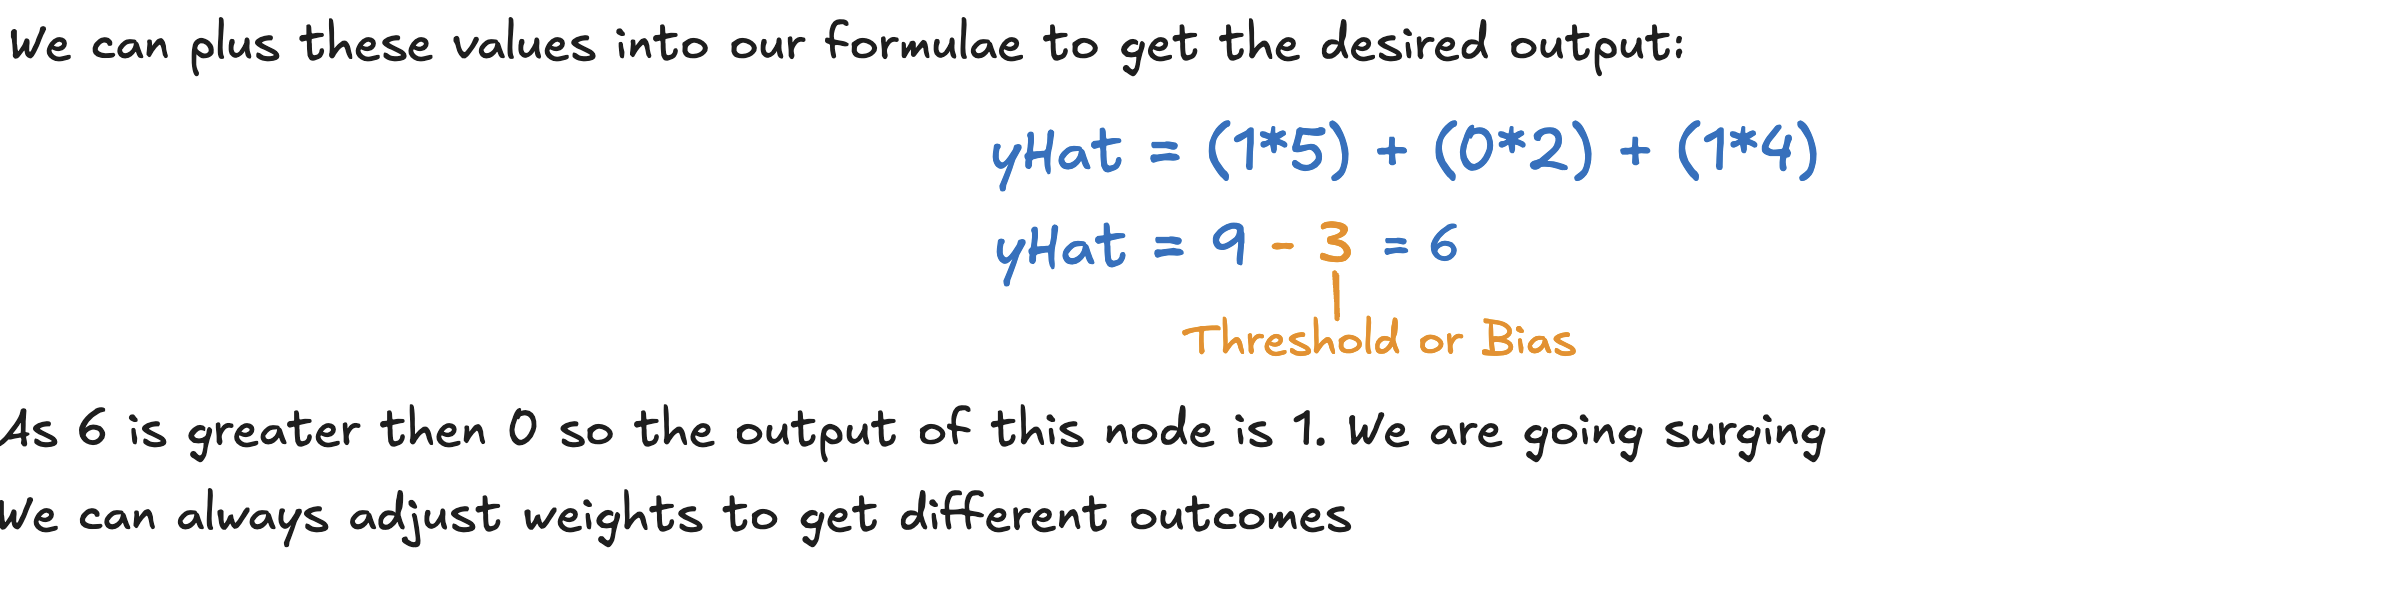 We can plus these values into our formulae to get the desired output:
yHat = (1*5) + (0*2) + (1*4)
yHat = 9 - 3 = 6
Threshold or Bias
As 6 is greater then 0 so the output of this node is 1. We are going surging
We can always adjust weights to get different outcomes